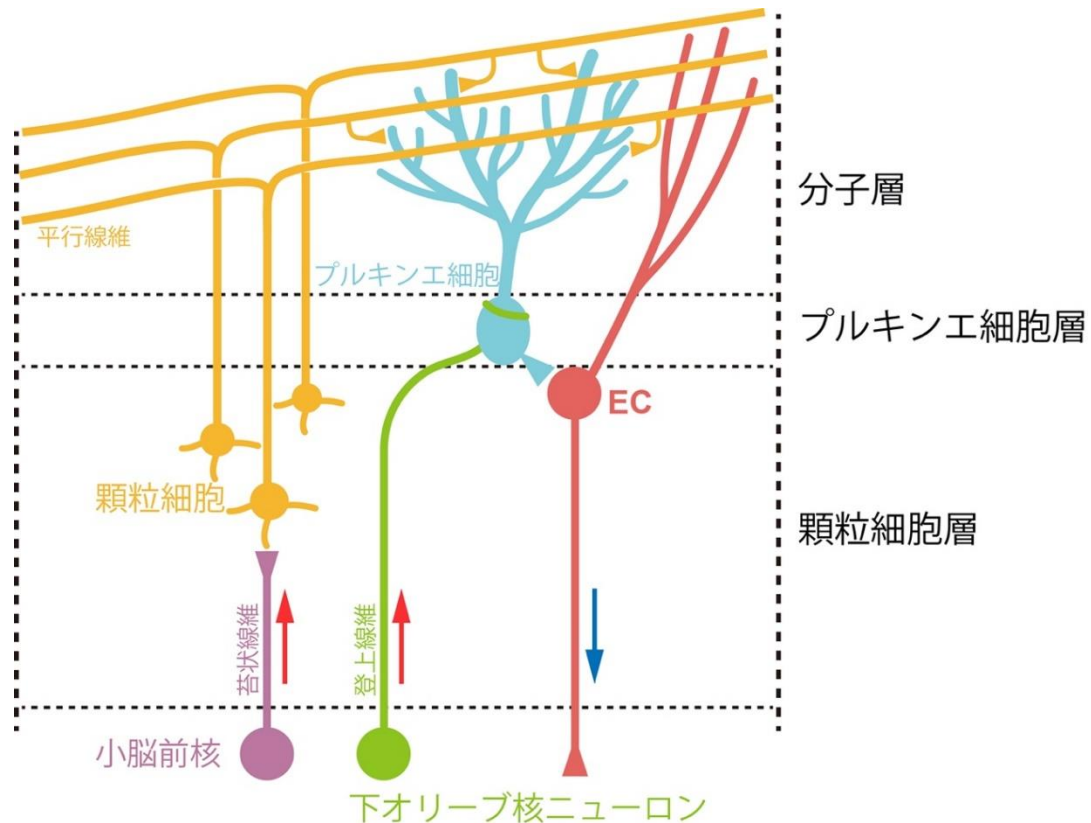 分子層
平行線維
プルキンエ細胞
プルキンエ細胞層
EC
顆粒細胞
顆粒細胞層
苔状線維
登上線維
小脳前核
下オリーブ核ニューロン